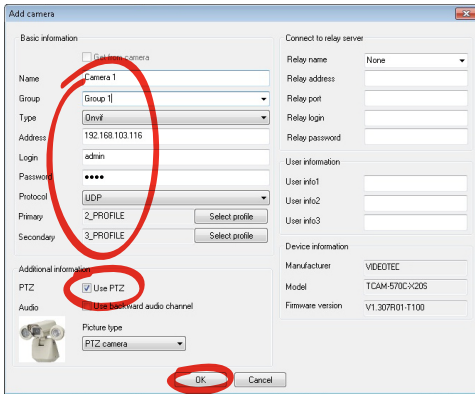 Add camera
Basic information
Get from camera
Name Camera 1
Group Group 1
Type Onvif
Address 192.168.103.116
Login admin
Password ••••
Protocol UDP
Primary 2_PROFILE Select profile
Secondary 3_PROFILE Select profile
Additional information
PTZ Use PTZ
Audio Use backward audio channel
Picture type
PTZ camera
Connect to relay server
Relay name None
Relay address
Relay port
Relay login
Relay password
User information
User info1
User info2
User info3
Device information
Manufacturer VIDEOTEC
Model TCAM-570C-X20S
Firmware version V1.307R01-T100
OK Cancel